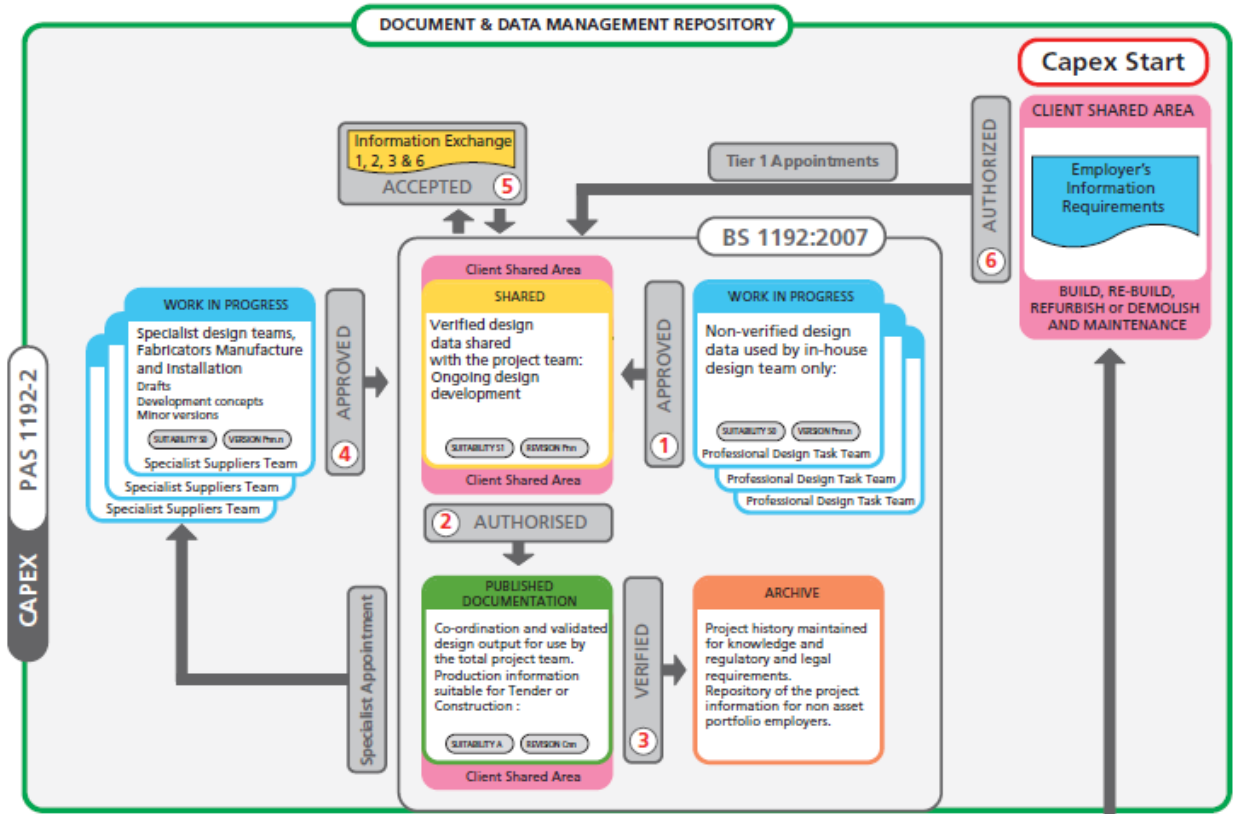 DOCUMENT & DATA MANAGEMENT REPOSITORY
Capex Start
CLIENT SHARED AREA
Employer's
Information
Requirements
BUILD, RE-BUILD,
REFURBISH or DEMOLISH
AND MAINTENANCE
AUTHORIZED
6
Tier 1 Appointments
Information Exchange
1, 2, 3 & 6
ACCEPTED
5
BS 1192:2007
PAS 1192-2
CAPEX
WORK IN PROGRESS
Specialist design teams,
Fabricators Manufacture
and Installation
Drafts
Development concepts
Minor versions
SUITABILITY S0
VERSION Pnn.n
Specialist Suppliers Team
Specialist Suppliers Team
Specialist Suppliers Team
APPROVED
4
Client Shared Area
SHARED
Verified design
data shared
with the project team:
Ongoing design
development
SUITABILITY S1
REVISION Pnn
Client Shared Area
APPROVED
1
WORK IN PROGRESS
Non-verified design
data used by in-house
design team only:
SUITABILITY S0
VERSION Pnn.n
Professional Design Task Team
Professional Design Task Team
Professional Design Task Team
2
AUTHORISED
Specialist Appointment
PUBLISHED
DOCUMENTATION
Co-ordination and validated
design output for use by
the total project team.
Production information
suitable for Tender or
Construction :
SUITABILITY A
REVISION Cnn
Client Shared Area
VERIFIED
3
ARCHIVE
Project history maintained
for knowledge and
regulatory and legal
requirements.
Repository of the project
information for non asset
portfolio employers.